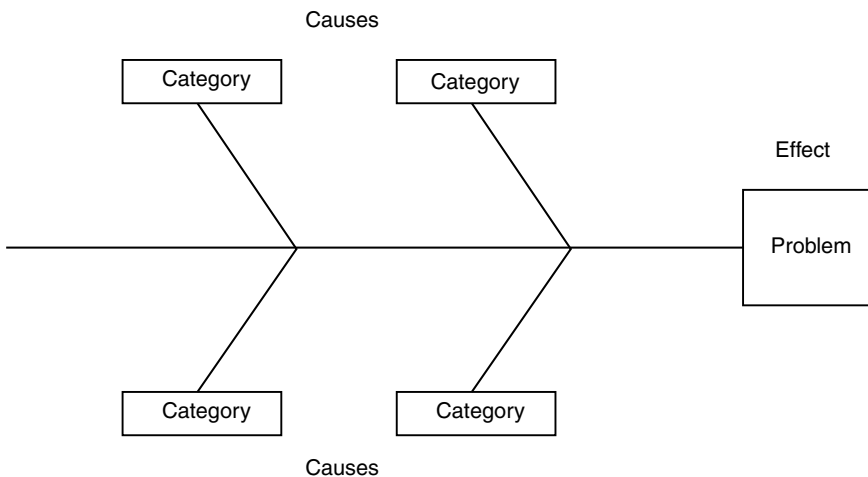 Causes
Category
Category
Effect
Problem
Category
Category
Causes